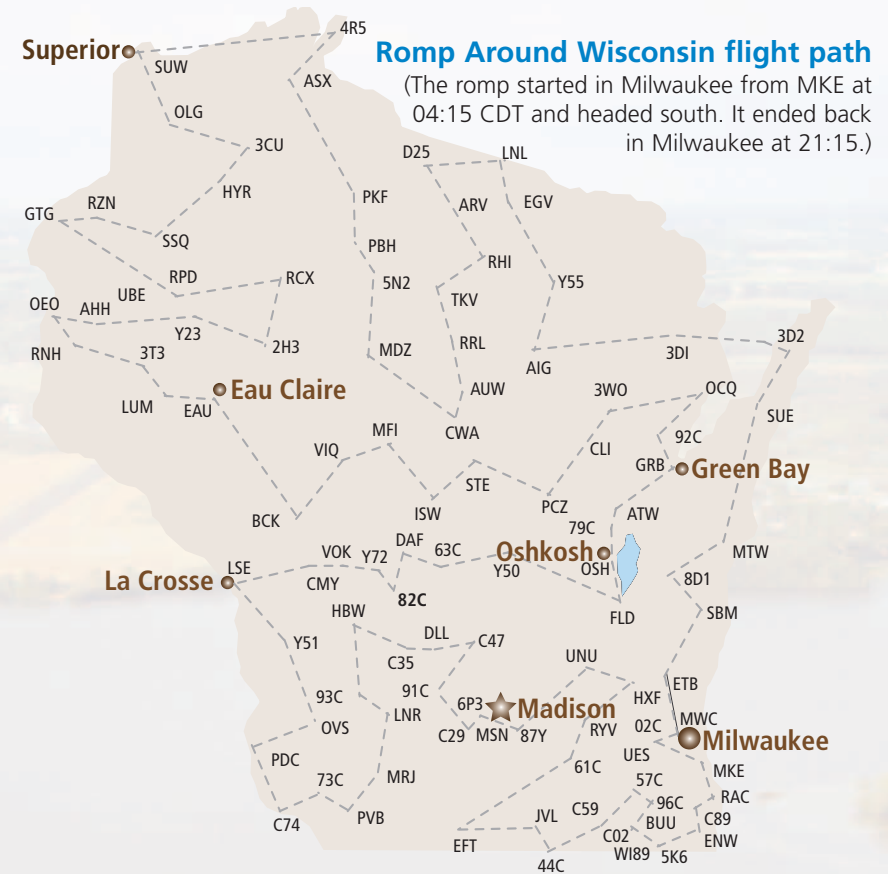 4R5
Superior
Romp Around Wisconsin flight path
SUW
ASX
(The romp started in Milwaukee from MKE at
04:15 CDT and headed south. It ended back
in Milwaukee at 21:15.)
OLG
3CU
D25
LNL
HYR
PKF
ARV
EGV
RZN
GTG
SSQ
PBH
RHI
RPD
RCX
5N2
Y55
UBE
TKV
OEO
AHH
Y23
3D2
RNH
3T3
2H3
MDZ
RRL
3DI
AIG
Eau Claire
AUW
3WO
OCQ
LUM
EAU
SUE
MFI
CWA
92C
VIQ
CLI
GRB
Green Bay
STE
BCK
ISW
PCZ
ATW
79C
DAF
VOK
Y72
63C
Oshkosh
MTW
LSE
Y50
OSH
La Crosse
CMY
8D1
82C
HBW
FLD
SBM
DLL
Y51
C47
C35
UNU
ETB
93C
91C
6P3
Madison
HXF
LNR
OVS
C29
MSN
87Y
RYV
02C
MWC
Milwaukee
PDC
UES
61C
MKE
73C
MRJ
57C
RAC
C74
PVB
JVL
C59
96C
C89
BUU
EFT
C02
ENW
44C
WI89
5K6